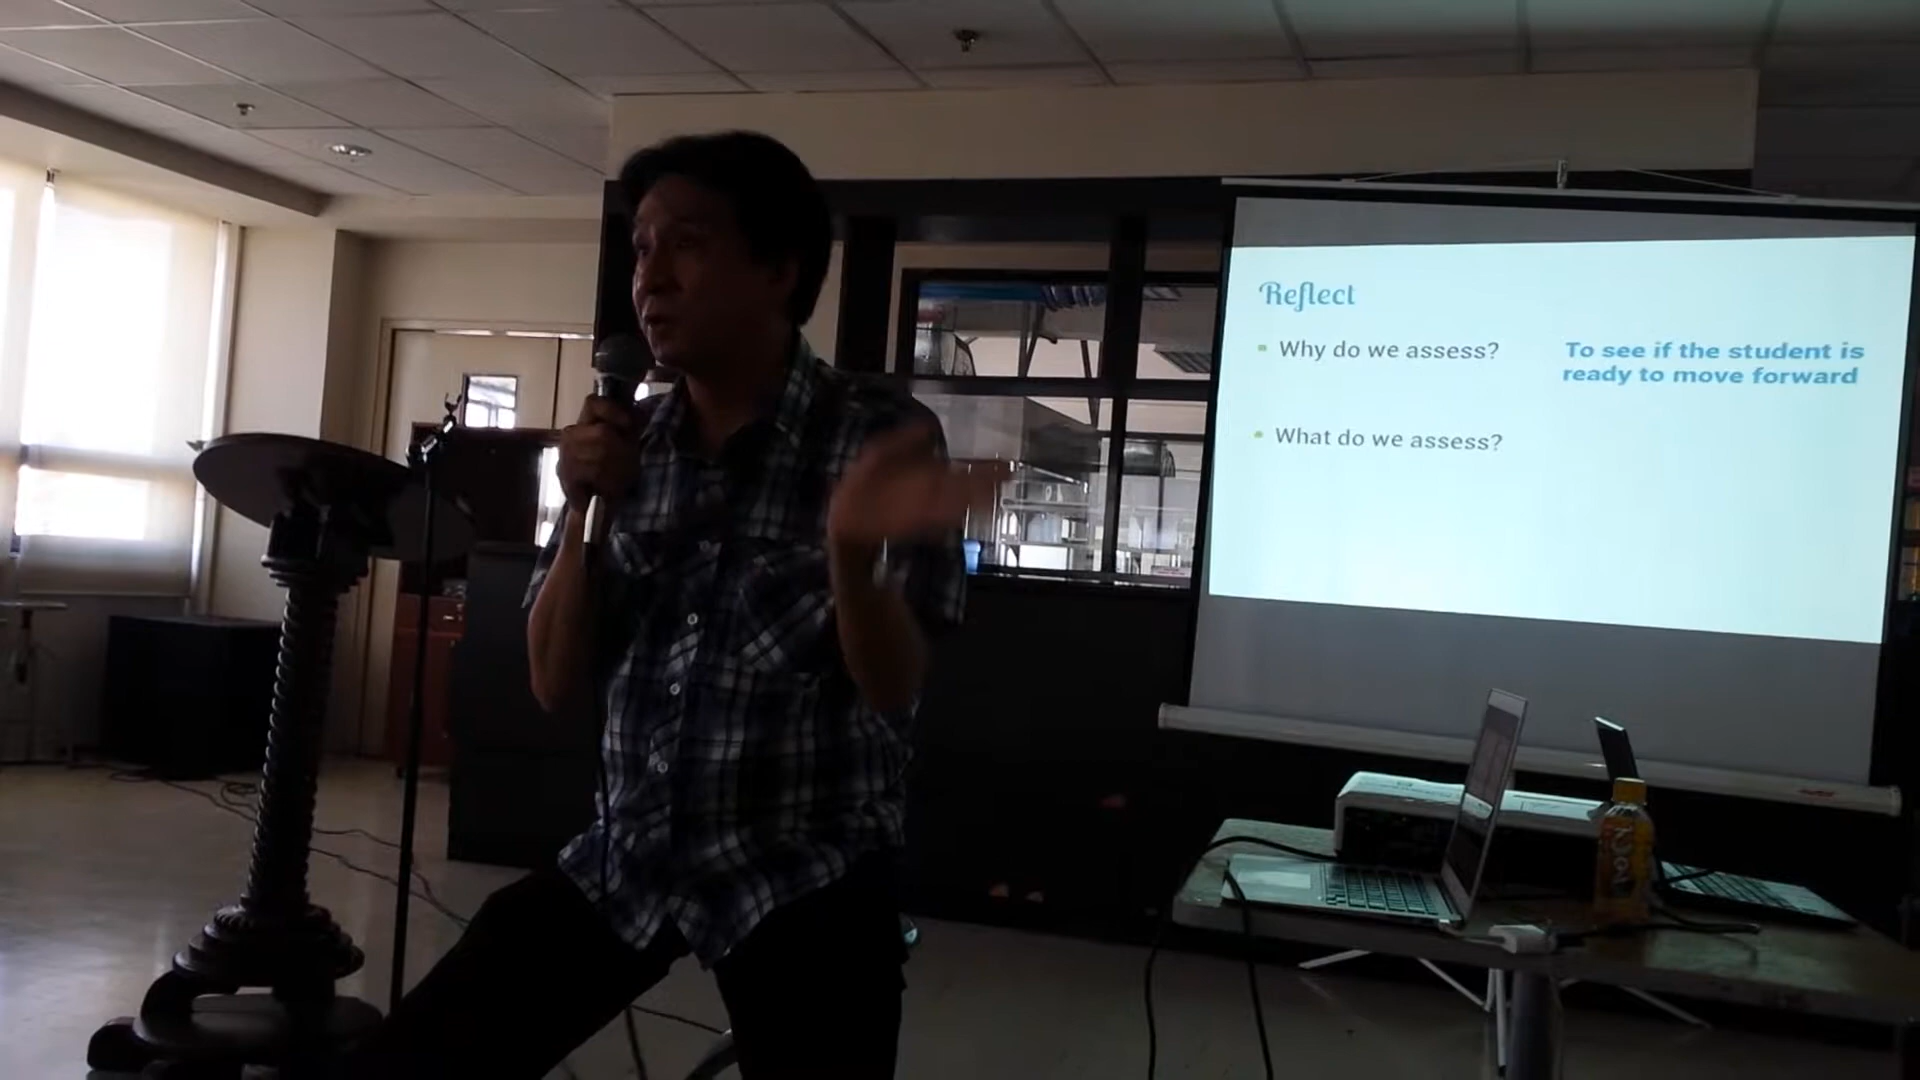 Reflect
Why do we assess?
To see if the student is
ready to move forward
What do we assess?